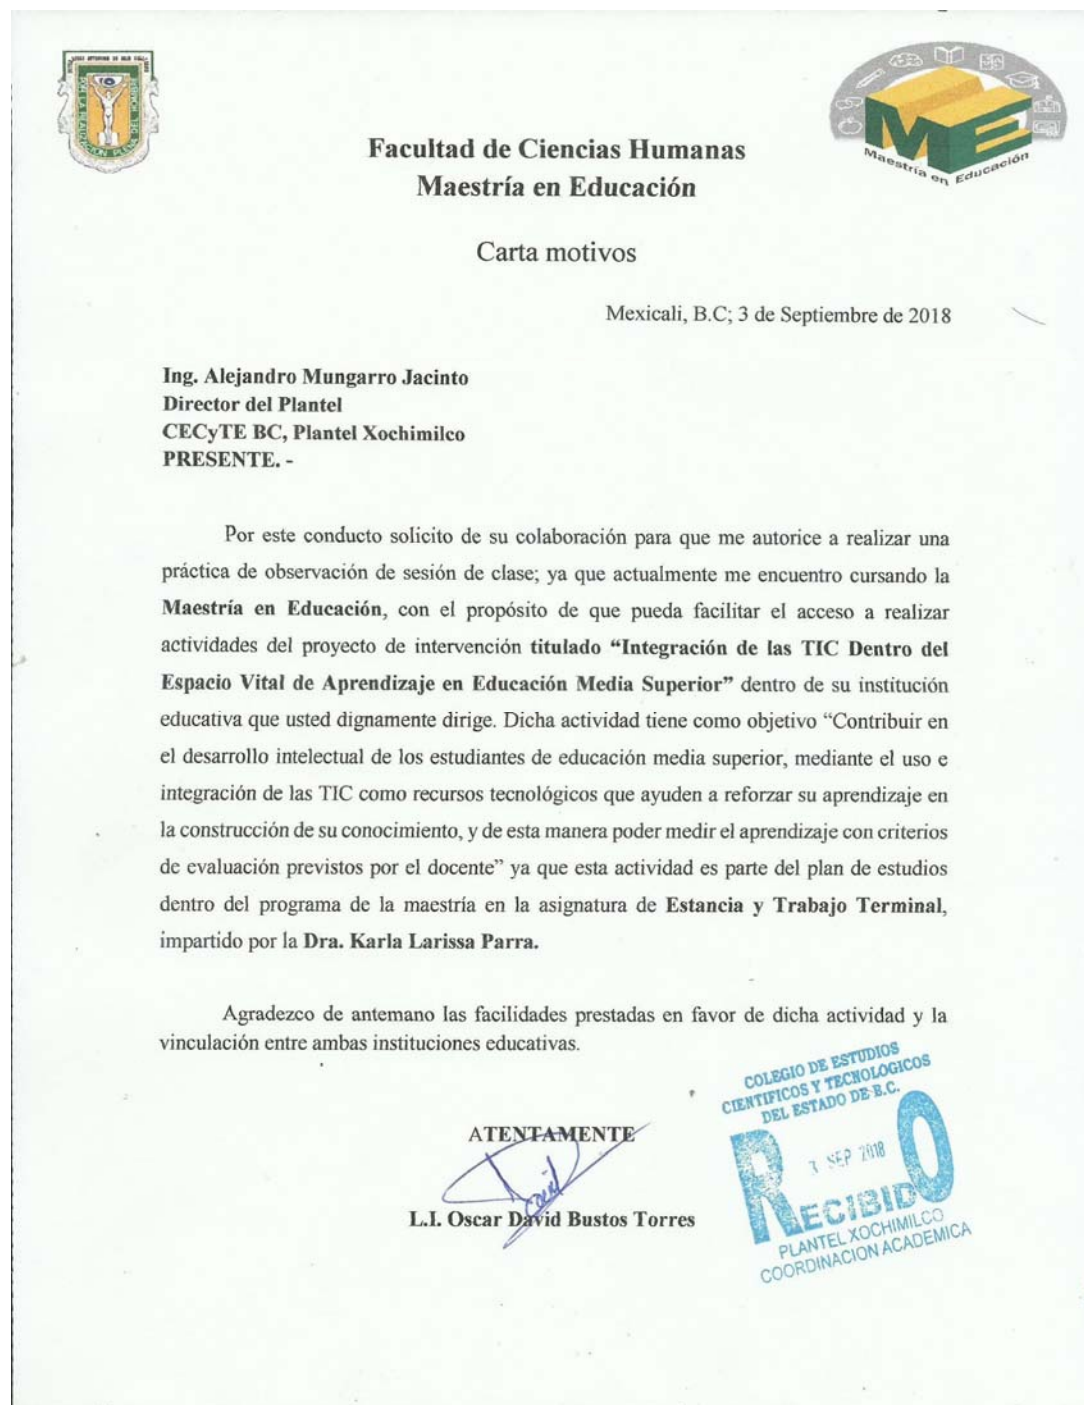 POR LA REALIZACION PLENA DEL HOMBRE
ME
Maestría en Educación
Facultad de Ciencias Humanas
Maestría en Educación
Carta motivos
Mexicali, B.C; 3 de Septiembre de 2018
Ing. Alejandro Mungarro Jacinto
Director del Plantel
CECyTE BC, Plantel Xochimilco
PRESENTE. -
Por este conducto solicito de su colaboración para que me autorice a realizar una
práctica de observación de sesión de clase; ya que actualmente me encuentro cursando la
Maestría en Educación, con el propósito de que pueda facilitar el acceso a realizar
actividades del proyecto de intervención titulado “Integración de las TIC Dentro del
Espacio Vital de Aprendizaje en Educación Media Superior” dentro de su institución
educativa que usted dignamente dirige. Dicha actividad tiene como objetivo “Contribuir en
el desarrollo intelectual de los estudiantes de educación media superior, mediante el uso e
integración de las TIC como recursos tecnológicos que ayuden a reforzar su aprendizaje en
la construcción de su conocimiento, y de esta manera poder medir el aprendizaje con criterios
de evaluación previstos por el docente” ya que esta actividad es parte del plan de estudios
dentro del programa de la maestría en la asignatura de Estancia y Trabajo Terminal,
impartido por la Dra. Karla Larissa Parra.
Agradezco de antemano las facilidades prestadas en favor de dicha actividad y la
vinculación entre ambas instituciones educativas.
ATENTAMENTE
David
L.I. Oscar David Bustos Torres
COLEGIO DE ESTUDIOS
CIENTIFICOS Y TECNOLOGICOS
DEL ESTADO DE B.C.
3 SEP 2018
RECIBIDO
PLANTEL XOCHIMILCO
COORDINACION ACADEMICA